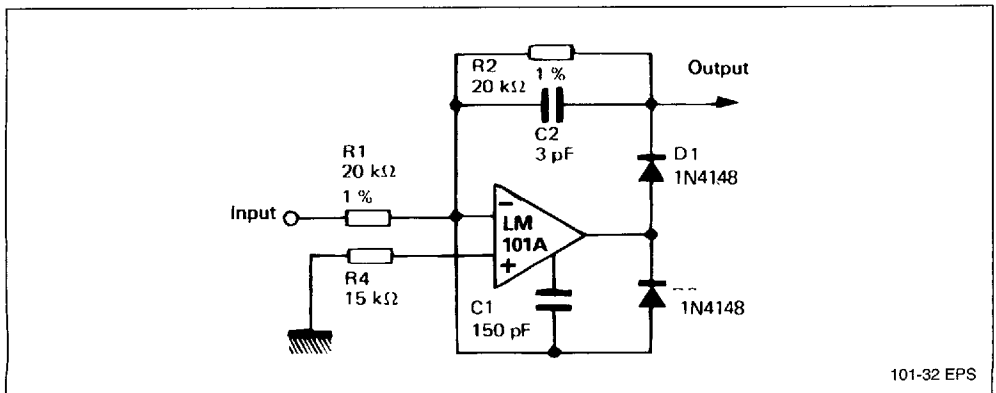 R2
20 kΩ
1 %
Output
C2
3 pF
R1
20 kΩ
1 %
D1
1N4148
Input
−
LM
101A
+
R4
15 kΩ
C1
150 pF
1N4148
101-32 EPS